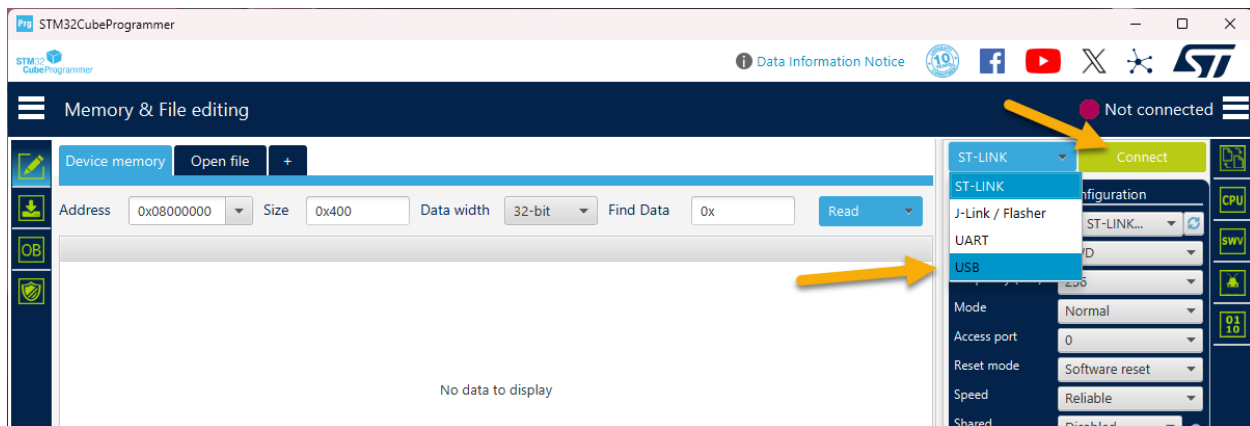 Prg STM32CubeProgrammer
STM32
CubeProgrammer
Data Information Notice
10
Memory & File editing
Not connected
Device memory Open file +
ST-LINK Connect
ST-LINK
J-Link / Flasher
UART
USB
nfiguration
ST-LINK...
Address 0x08000000 Size 0x400 Data width 32-bit Find Data 0x Read
Mode Normal
Access port 0
Reset mode Software reset
Speed Reliable
No data to display
OB
CPU
SWV
01
10